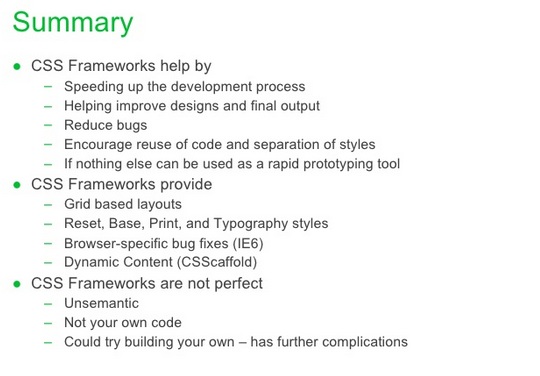 Summary
● CSS Frameworks help by
– Speeding up the development process
– Helping improve designs and final output
– Reduce bugs
– Encourage reuse of code and separation of styles
– If nothing else can be used as a rapid prototyping tool
● CSS Frameworks provide
– Grid based layouts
– Reset, Base, Print, and Typography styles
– Browser-specific bug fixes (IE6)
– Dynamic Content (CSScaffold)
● CSS Frameworks are not perfect
– Unsemantic
– Not your own code
– Could try building your own – has further complications